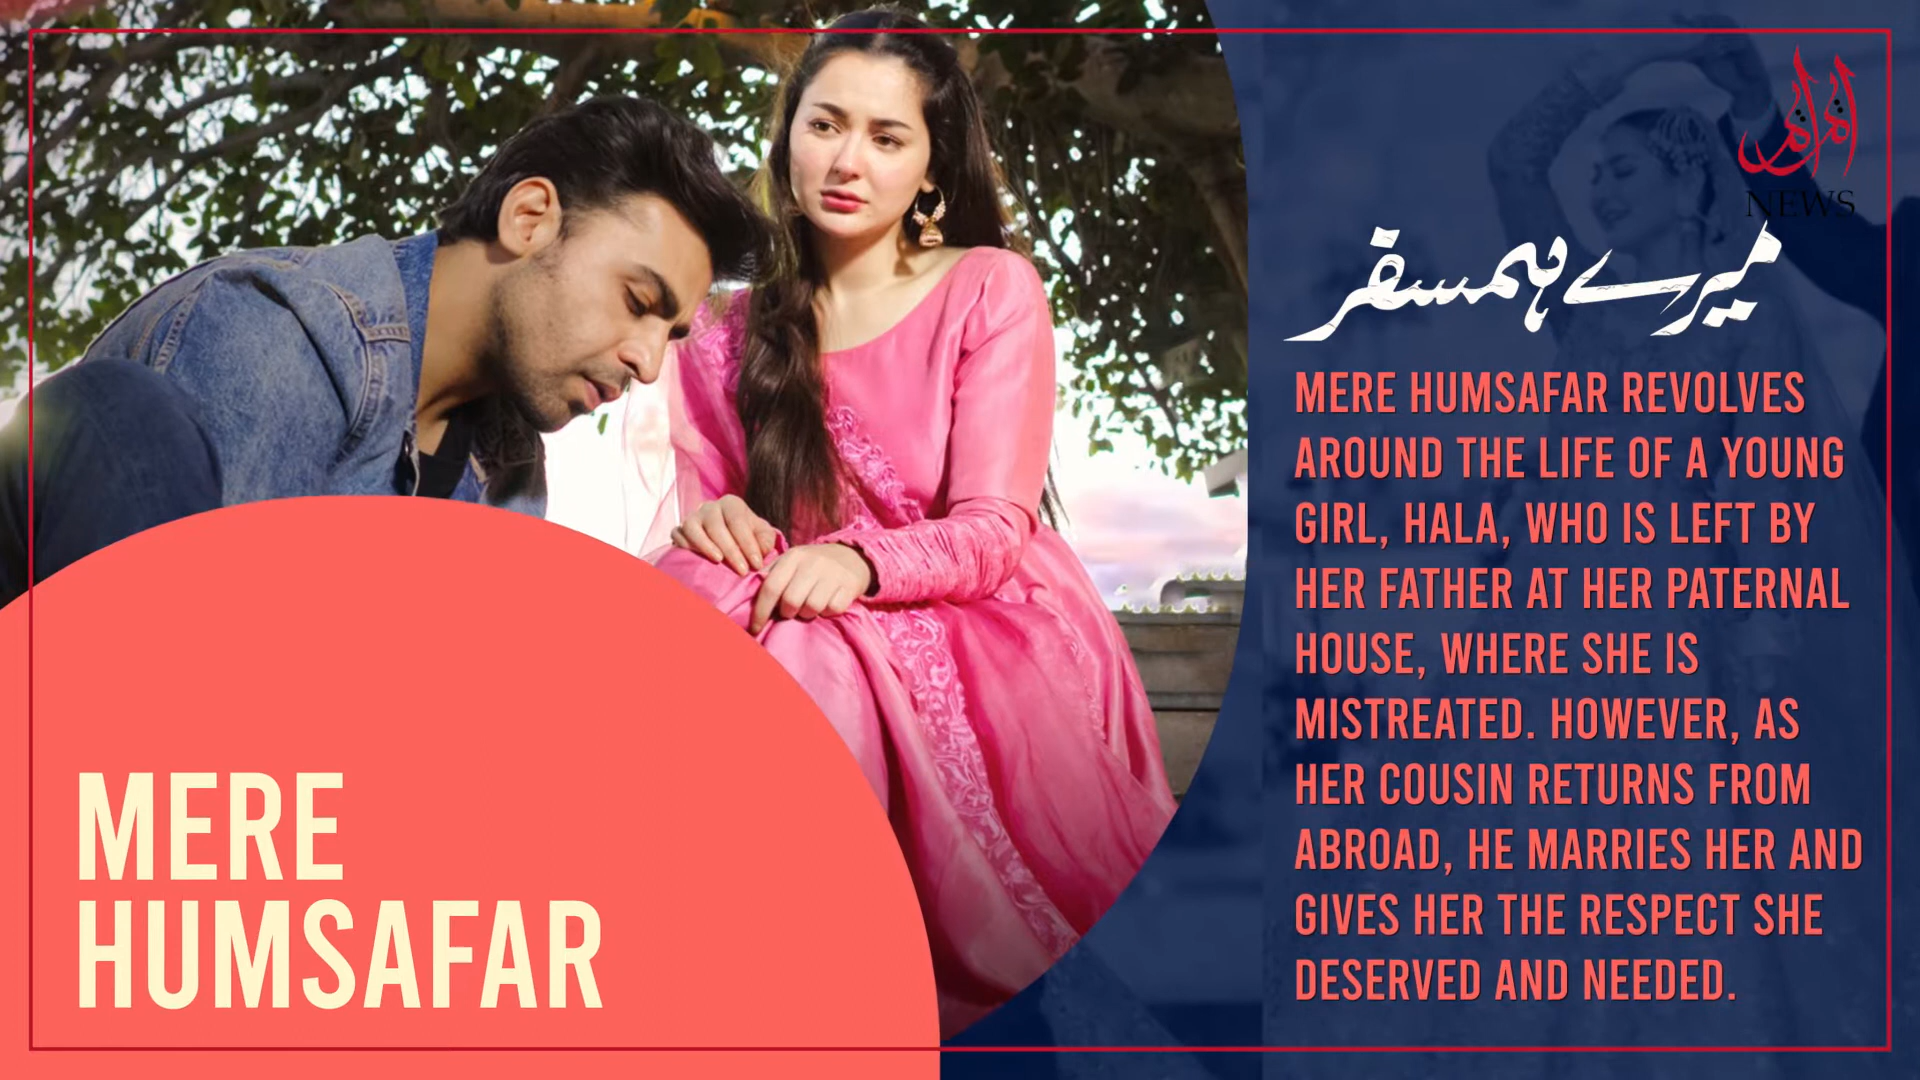 NEWS
میرے ہمسفر
MERE HUMSAFAR REVOLVES
AROUND THE LIFE OF A YOUNG
GIRL, HALA, WHO IS LEFT BY
HER FATHER AT HER PATERNAL
HOUSE, WHERE SHE IS
MISTREATED. HOWEVER, AS
HER COUSIN RETURNS FROM
ABROAD, HE MARRIES HER AND
GIVES HER THE RESPECT SHE
DESERVED AND NEEDED.
MERE
HUMSAFAR